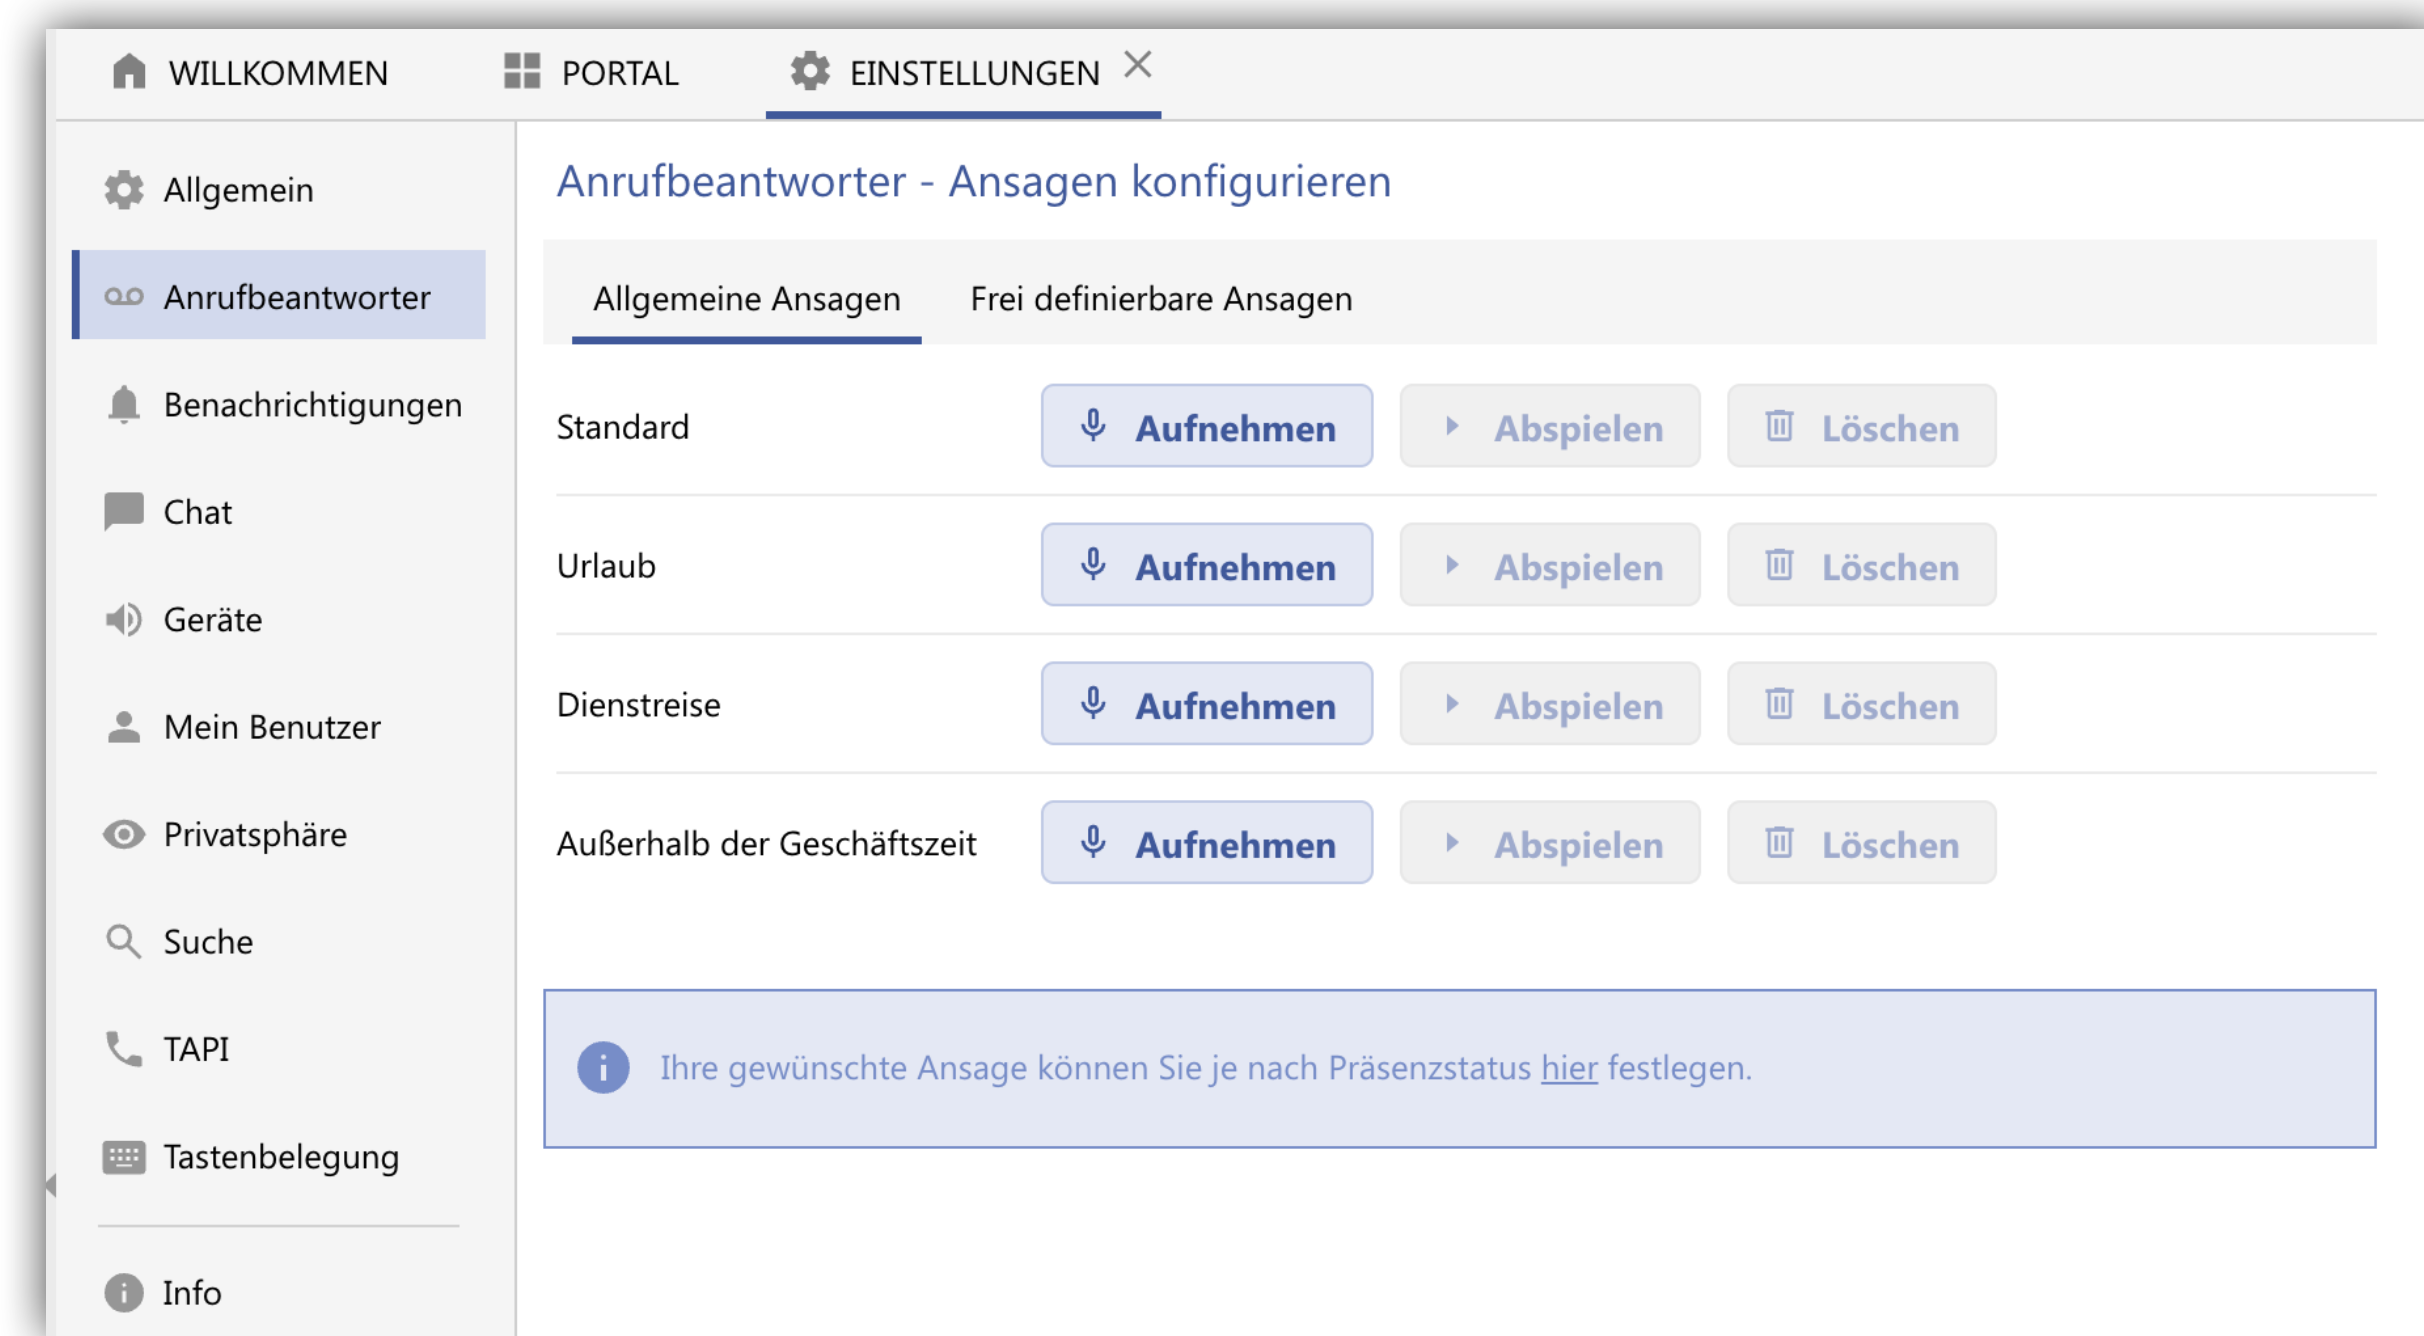 WILLKOMMEN PORTAL EINSTELLUNGEN
Allgemein
Anrufbeantworter
Benachrichtigungen
Chat
Geräte
Mein Benutzer
Privatsphäre
Suche
TAPI
Tastenbelegung
Info
Anrufbeantworter - Ansagen konfigurieren
Allgemeine Ansagen Frei definierbare Ansagen
Standard Aufnehmen Abspielen Löschen
Urlaub Aufnehmen Abspielen Löschen
Dienstreise Aufnehmen Abspielen Löschen
Außerhalb der Geschäftszeit Aufnehmen Abspielen Löschen
Ihre gewünschte Ansage können Sie je nach Präsenzstatus hier festlegen.